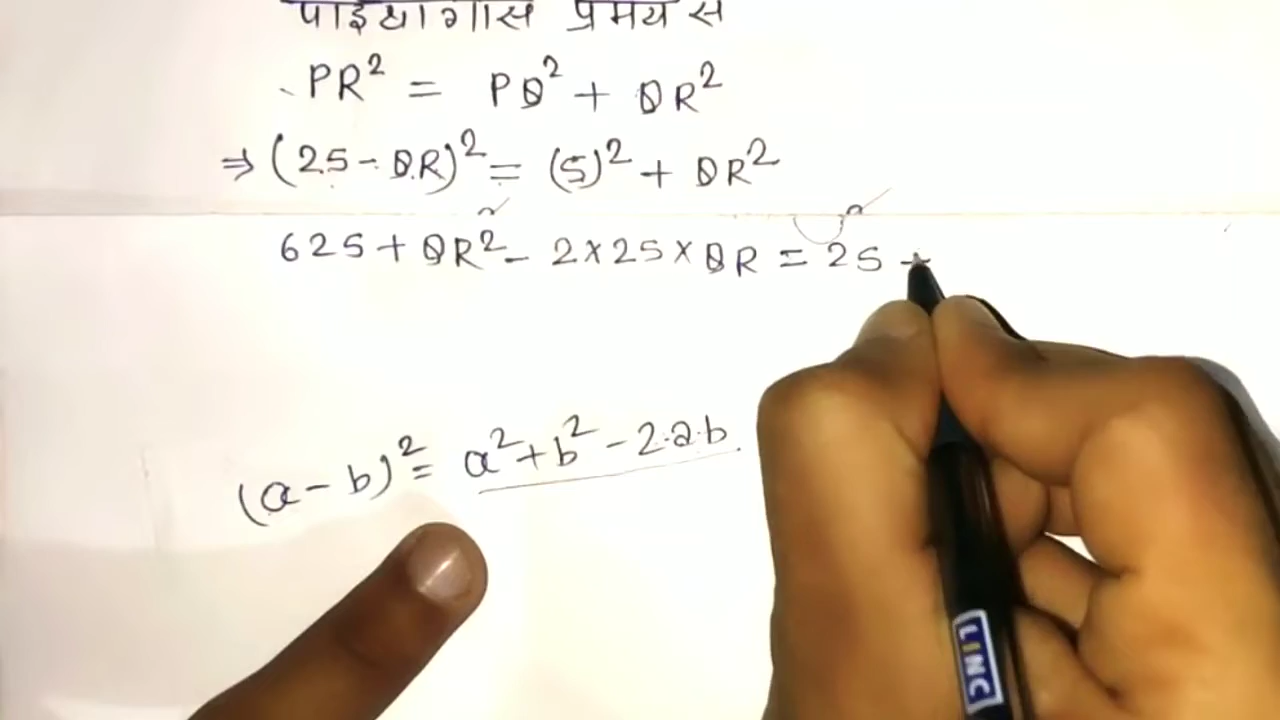 पाइथागोरस प्रमेय से
PR² = PQ² + QR²
⇒ (25 - QR)² = (5)² + QR²
625 + QR² - 2×25×QR = 25 +
(a - b)² = a² + b² - 2·a·b.
LINC